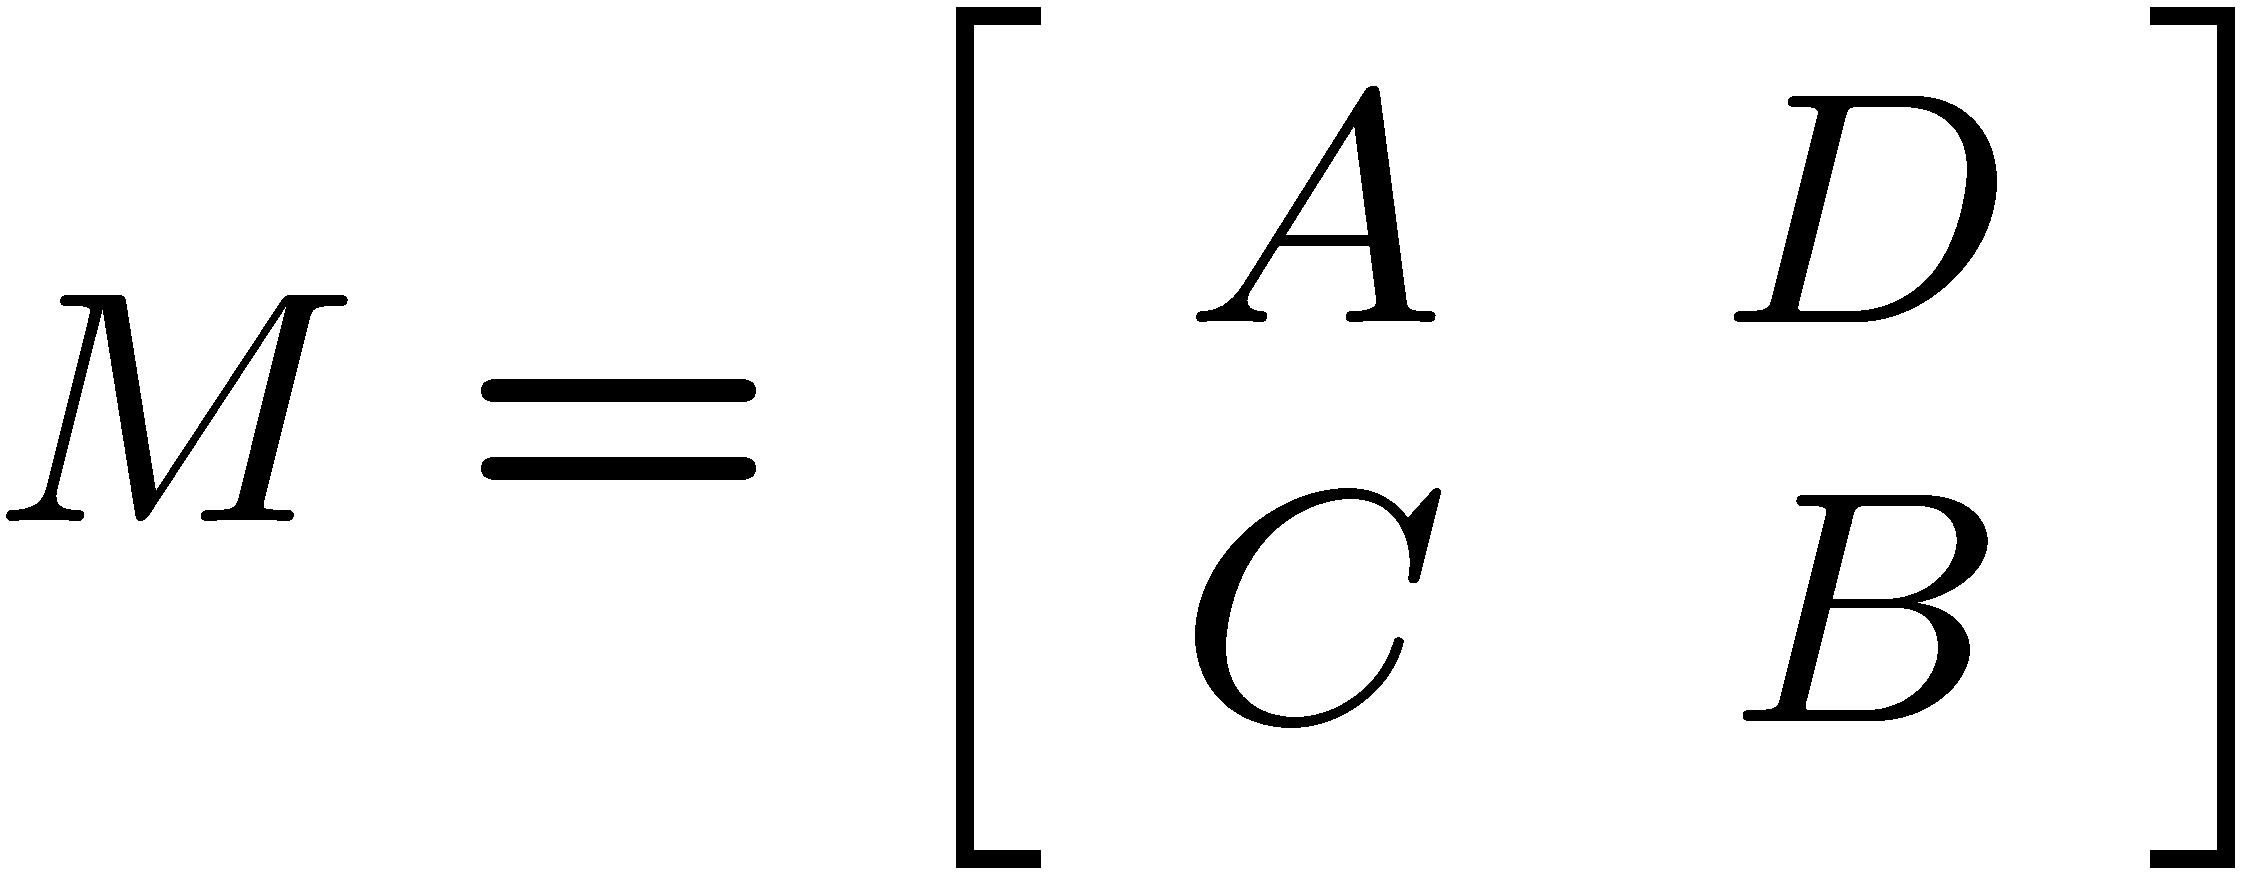 M = [ A D
C B ]